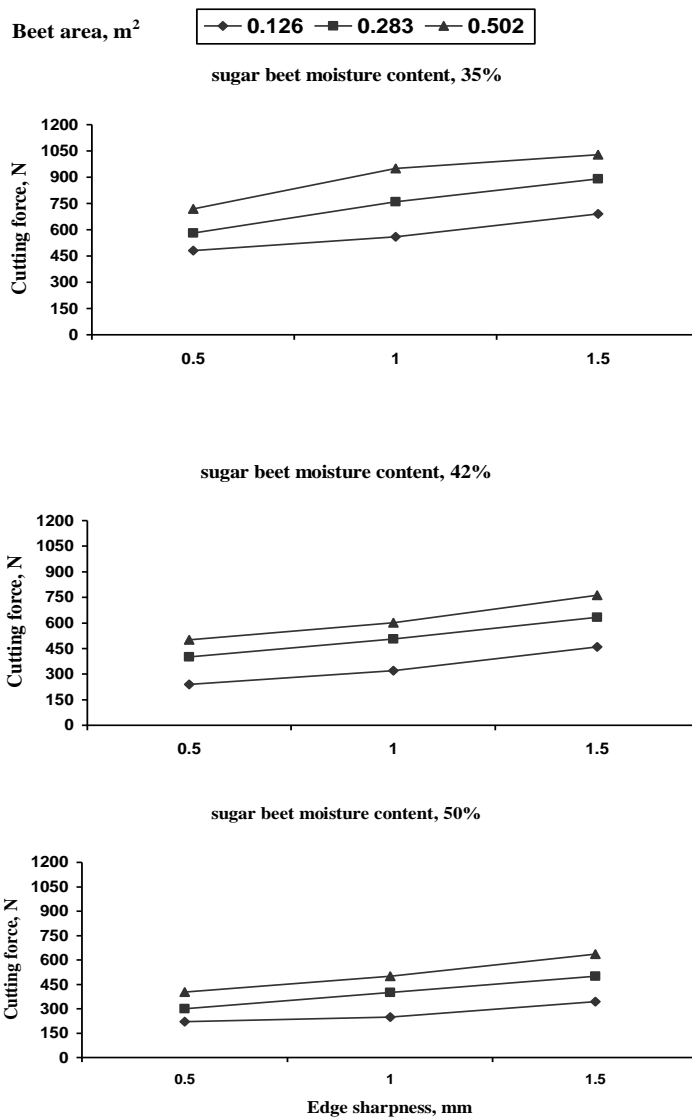 Beet area, m²
0.126 0.283 0.502
sugar beet moisture content, 35%
Cutting force, N
1200
1050
900
750
600
450
300
150
0
0.5 1 1.5
sugar beet moisture content, 42%
Cutting force, N
1200
1050
900
750
600
450
300
150
0
0.5 1 1.5
sugar beet moisture content, 50%
Cutting force, N
1200
1050
900
750
600
450
300
150
0
0.5 1 1.5
Edge sharpness, mm